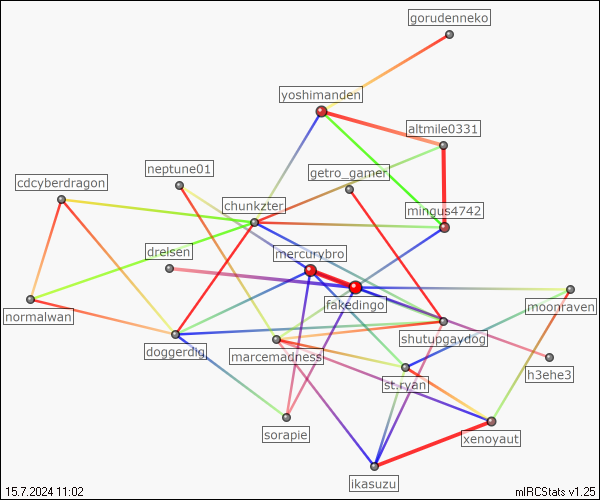 gorudenneko
yoshimanden
altmile0331
neptune01
getro_gamer
cdcyberdragon
chunkzter
mingus4742
drelsen
mercurybro
fakedingo
moonraven
normalwan
shutupgaydog
doggerdig
marcemadness
h3ehe3
st.ryan
sorapie
xenoyaut
ikasuzu
15.7.2024 11:02
mIRCStats v1.25